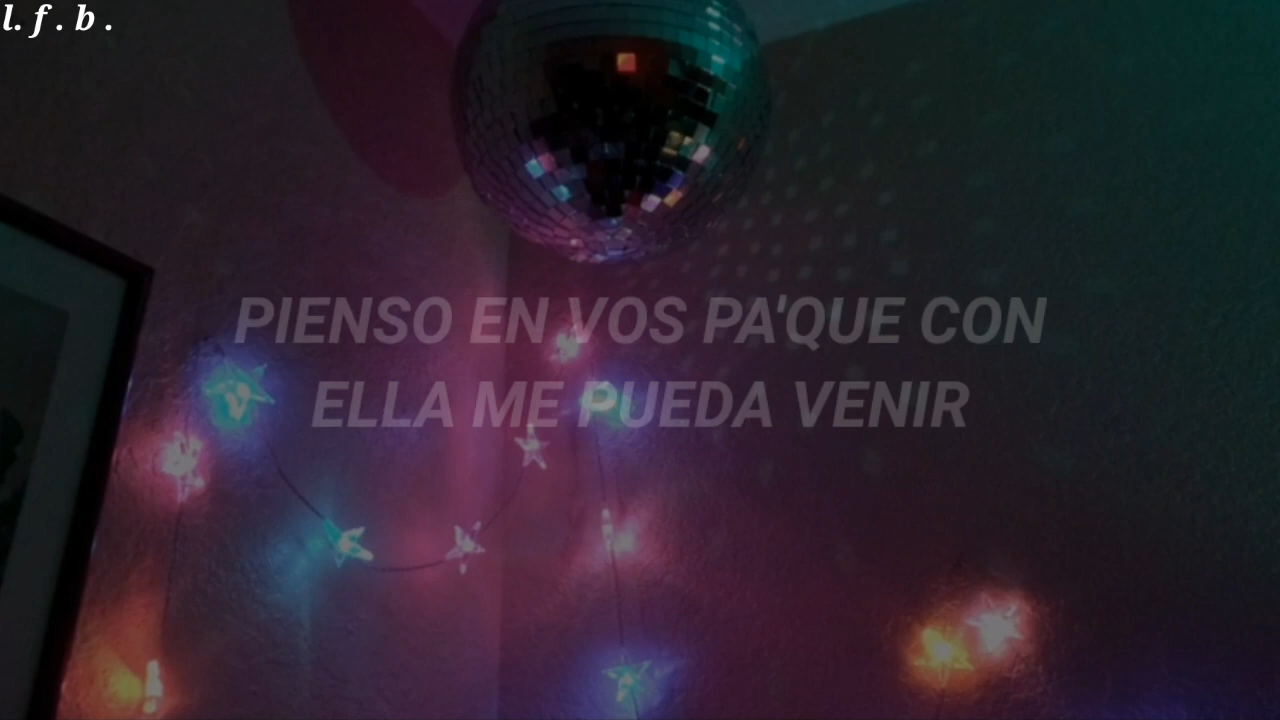 l. f . b .
PIENSO EN VOS PA'QUE CON
ELLA ME PUEDA VENIR